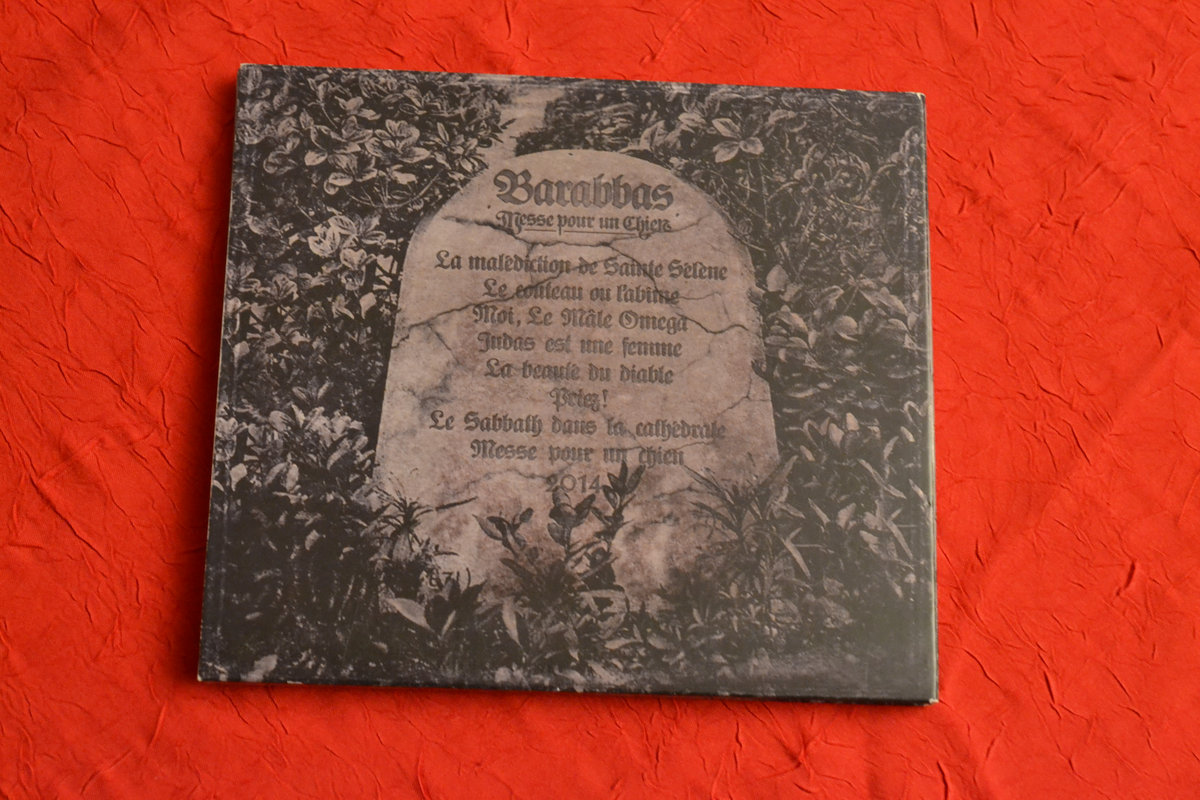 Barabbas
Messe pour un Chien
La malédiction de Sainte Sélène
Le couteau ou l'abîme
Moi, Le Mâle Omega
Judas est une femme
La beauté du diable
Priez!
Le Sabbath dans la cathédrale
Messe pour un chien
2014